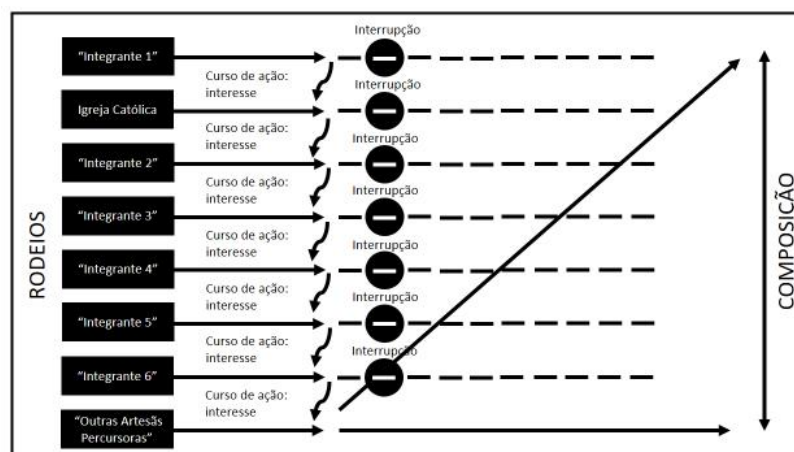 Interrupção
"Integrante 1"
Curso de ação:
interesse
Interrupção
Igreja Católica
Curso de ação:
interesse
Interrupção
"Integrante 2"
Curso de ação:
interesse
Interrupção
"Integrante 3"
Curso de ação:
interesse
Interrupção
"Integrante 4"
Curso de ação:
interesse
Interrupção
"Integrante 5"
Curso de ação:
interesse
Interrupção
"Integrante 6"
Curso de ação:
interesse
"Outras Artesãs
Percursoras"
RODEIOS
COMPOSICÃO